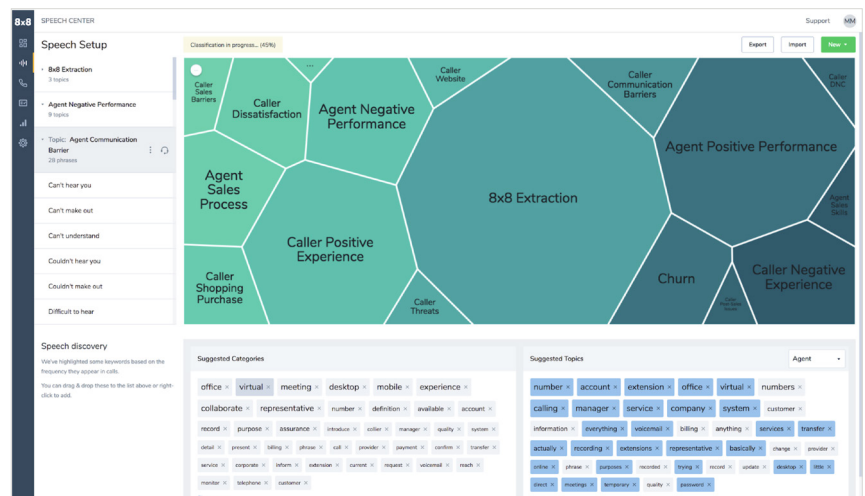 8x8
SPEECH CENTER
Support
MM
Speech Setup
Classification in progress... (45%)
Export
Import
New
8x8 Extraction
3 topics
Agent Negative Performance
9 topics
Topic: Agent Communication
Barrier
28 phrases
Can't hear you
Can't make out
Can't understand
Couldn't hear you
Couldn't make out
Difficult to hear
Speech discovery
We've highlighted some keywords based on the
frequency they appear in calls.
You can drag & drop these to the list above or right-
click to add.
Caller
Sales
Barriers
...
Caller
Dissatisfaction
Agent Negative
Performance
Caller
Website
Caller
Communication
Barriers
Caller
DNC
Agent Positive Performance
Agent
Sales
Process
8x8 Extraction
Agent
Sales
Skills
Caller Positive
Experience
Caller
Shopping
Purchase
Caller
Threats
Churn
Caller Negative
Experience
Suggested Categories
office × virtual × meeting × desktop × mobile × experience ×
collaborate × representative × number × definition × available × account ×
record × purpose × assurance × introduce × caller × manager × quality × system ×
detail × present × billing × phrase × call × provider × payment × confirm × transfer ×
service × corporate × inform × extension × current × request × voicemail × reach ×
monitor × telephone × customer ×
Suggested Topics
Agent
number × account × extension × office × virtual × numbers ×
calling × manager × service × company × system × customer ×
information × everything × voicemail × billing × anything × services × transfer ×
actually × recording × extensions × representative × basically × change × provider ×
online × phrase × purposes × recorded × trying × record × update × desktop × little ×
direct × meetings × temporary × quality × password ×